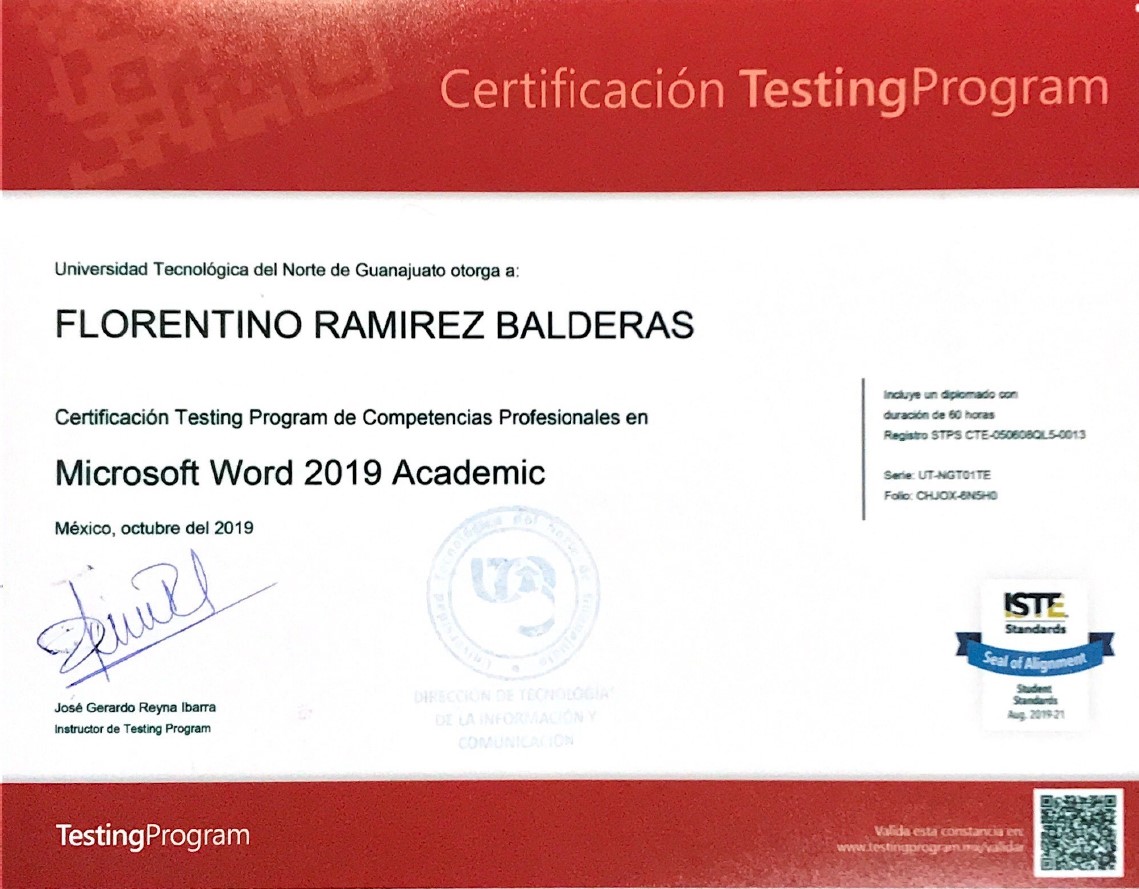 Certificación TestingProgram
Universidad Tecnológica del Norte de Guanajuato otorga a:
FLORENTINO RAMIREZ BALDERAS
Certificación Testing Program de Competencias Profesionales en
Microsoft Word 2019 Academic
México, octubre del 2019
Incluye un diplomado con
duración de 60 horas
Registro STPS CTE-050608QL5-0013
Serie: UT-NGT01TE
Folio: CHJOX-6N5H0
Universidad Tecnológica del Norte de Guanajuato
DIRECCIÓN DE TECNOLOGÍA
DE LA INFORMACIÓN Y
COMUNICACIÓN
José Gerardo Reyna Ibarra
Instructor de Testing Program
ISTE
Standards
Seal of Alignment
Student
Standards
Aug. 2019-21
TestingProgram
Valida esta constancia en:
www.testingprogram.mx/validar